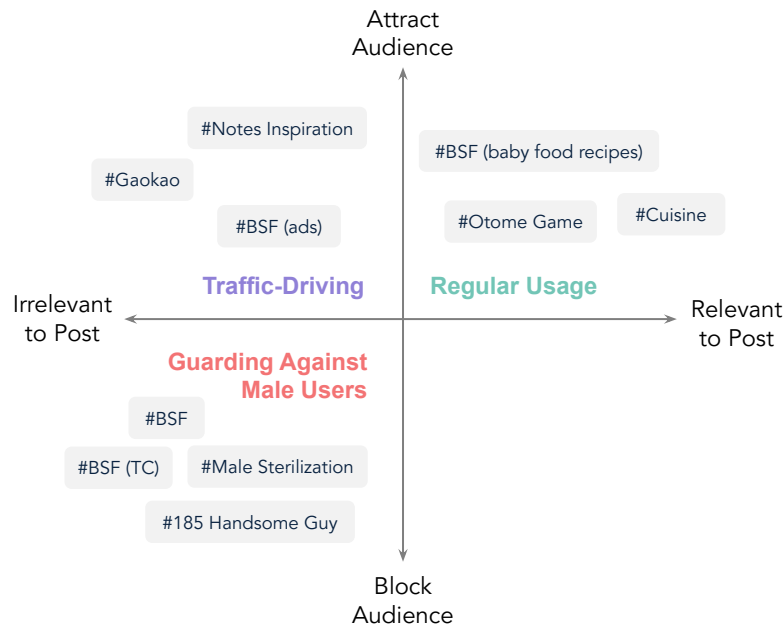 Attract
Audience
#Notes Inspiration
#BSF (baby food recipes)
#Gaokao
#BSF (ads)
#Otome Game
#Cuisine
Traffic-Driving
Regular Usage
Irrelevant
to Post
Relevant
to Post
Guarding Against
Male Users
#BSF
#BSF (TC)
#Male Sterilization
#185 Handsome Guy
Block
Audience